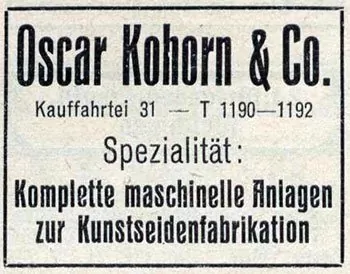 Oscar Kohorn & Co.
Kauffahrtei 31 — T 1190—1192
Spezialität:
Komplette maschinelle Anlagen
zur Kunstseidenfabrikation